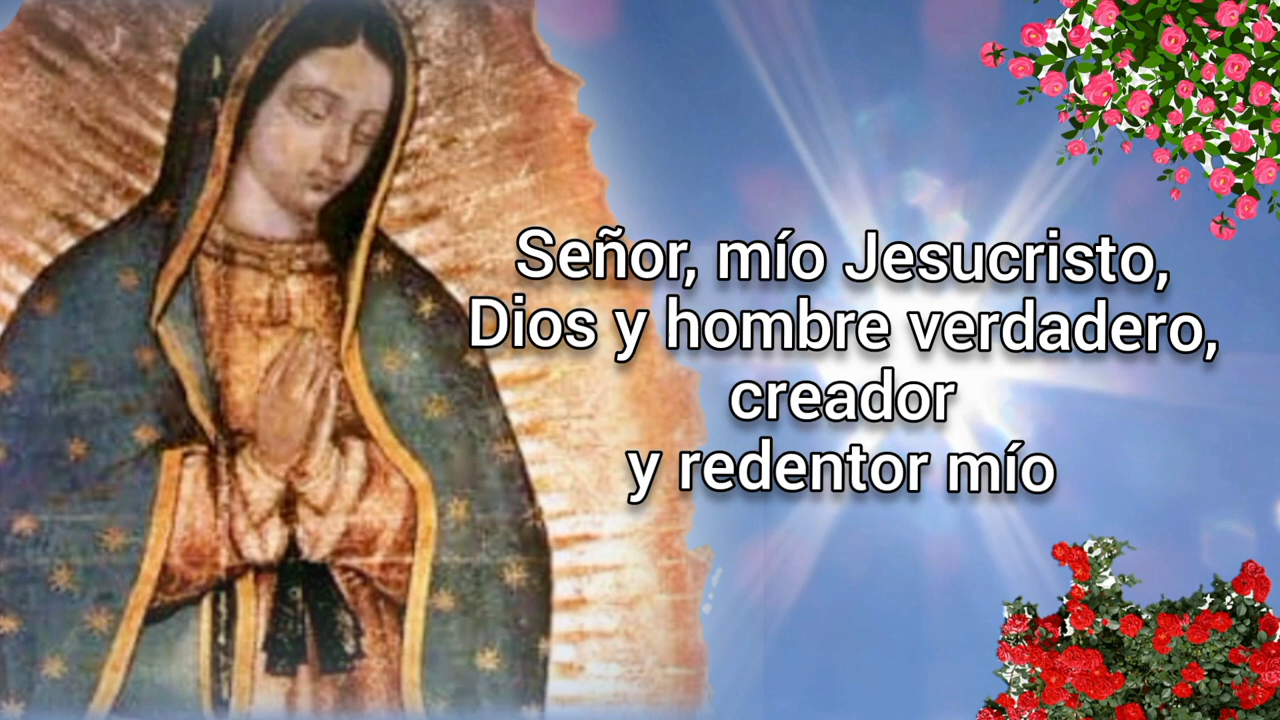 Señor, mío Jesucristo,
Dios y hombre verdadero,
creador
y redentor mío